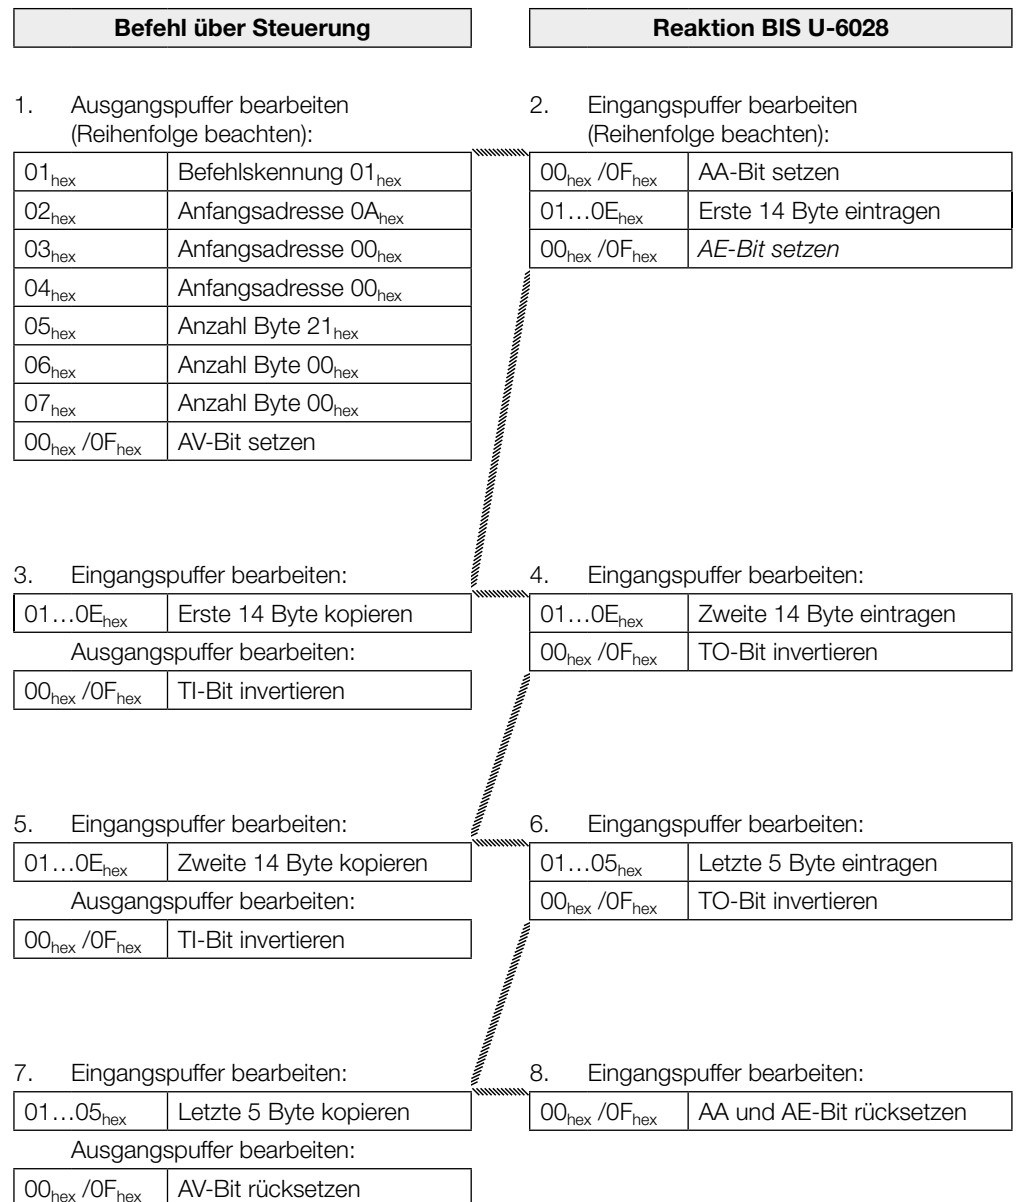 Befehl über Steuerung
Reaktion BIS U-6028
1. Ausgangspuffer bearbeiten
(Reihenfolge beachten):
01hex Befehlskennung 01hex
02hex Anfangsadresse 0Ahex
03hex Anfangsadresse 00hex
04hex Anfangsadresse 00hex
05hex Anzahl Byte 21hex
06hex Anzahl Byte 00hex
07hex Anzahl Byte 00hex
00hex /0Fhex AV-Bit setzen
2. Eingangspuffer bearbeiten
(Reihenfolge beachten):
00hex /0Fhex AA-Bit setzen
01…0Ehex Erste 14 Byte eintragen
00hex /0Fhex AE-Bit setzen
3. Eingangspuffer bearbeiten:
01…0Ehex Erste 14 Byte kopieren
Ausgangspuffer bearbeiten:
00hex /0Fhex TI-Bit invertieren
4. Eingangspuffer bearbeiten:
01…0Ehex Zweite 14 Byte eintragen
00hex /0Fhex TO-Bit invertieren
5. Eingangspuffer bearbeiten:
01…0Ehex Zweite 14 Byte kopieren
Ausgangspuffer bearbeiten:
00hex /0Fhex TI-Bit invertieren
6. Eingangspuffer bearbeiten:
01…05hex Letzte 5 Byte eintragen
00hex /0Fhex TO-Bit invertieren
7. Eingangspuffer bearbeiten:
01…05hex Letzte 5 Byte kopieren
Ausgangspuffer bearbeiten:
00hex /0Fhex AV-Bit rücksetzen
8. Eingangspuffer bearbeiten:
00hex /0Fhex AA und AE-Bit rücksetzen